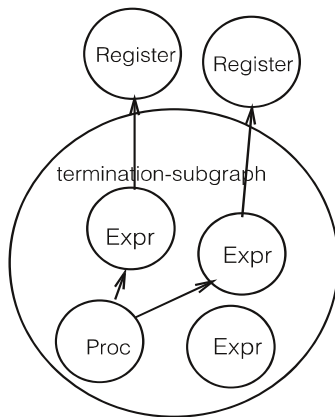 Register
Register
termination-subgraph
Expr
Expr
Proc
Expr